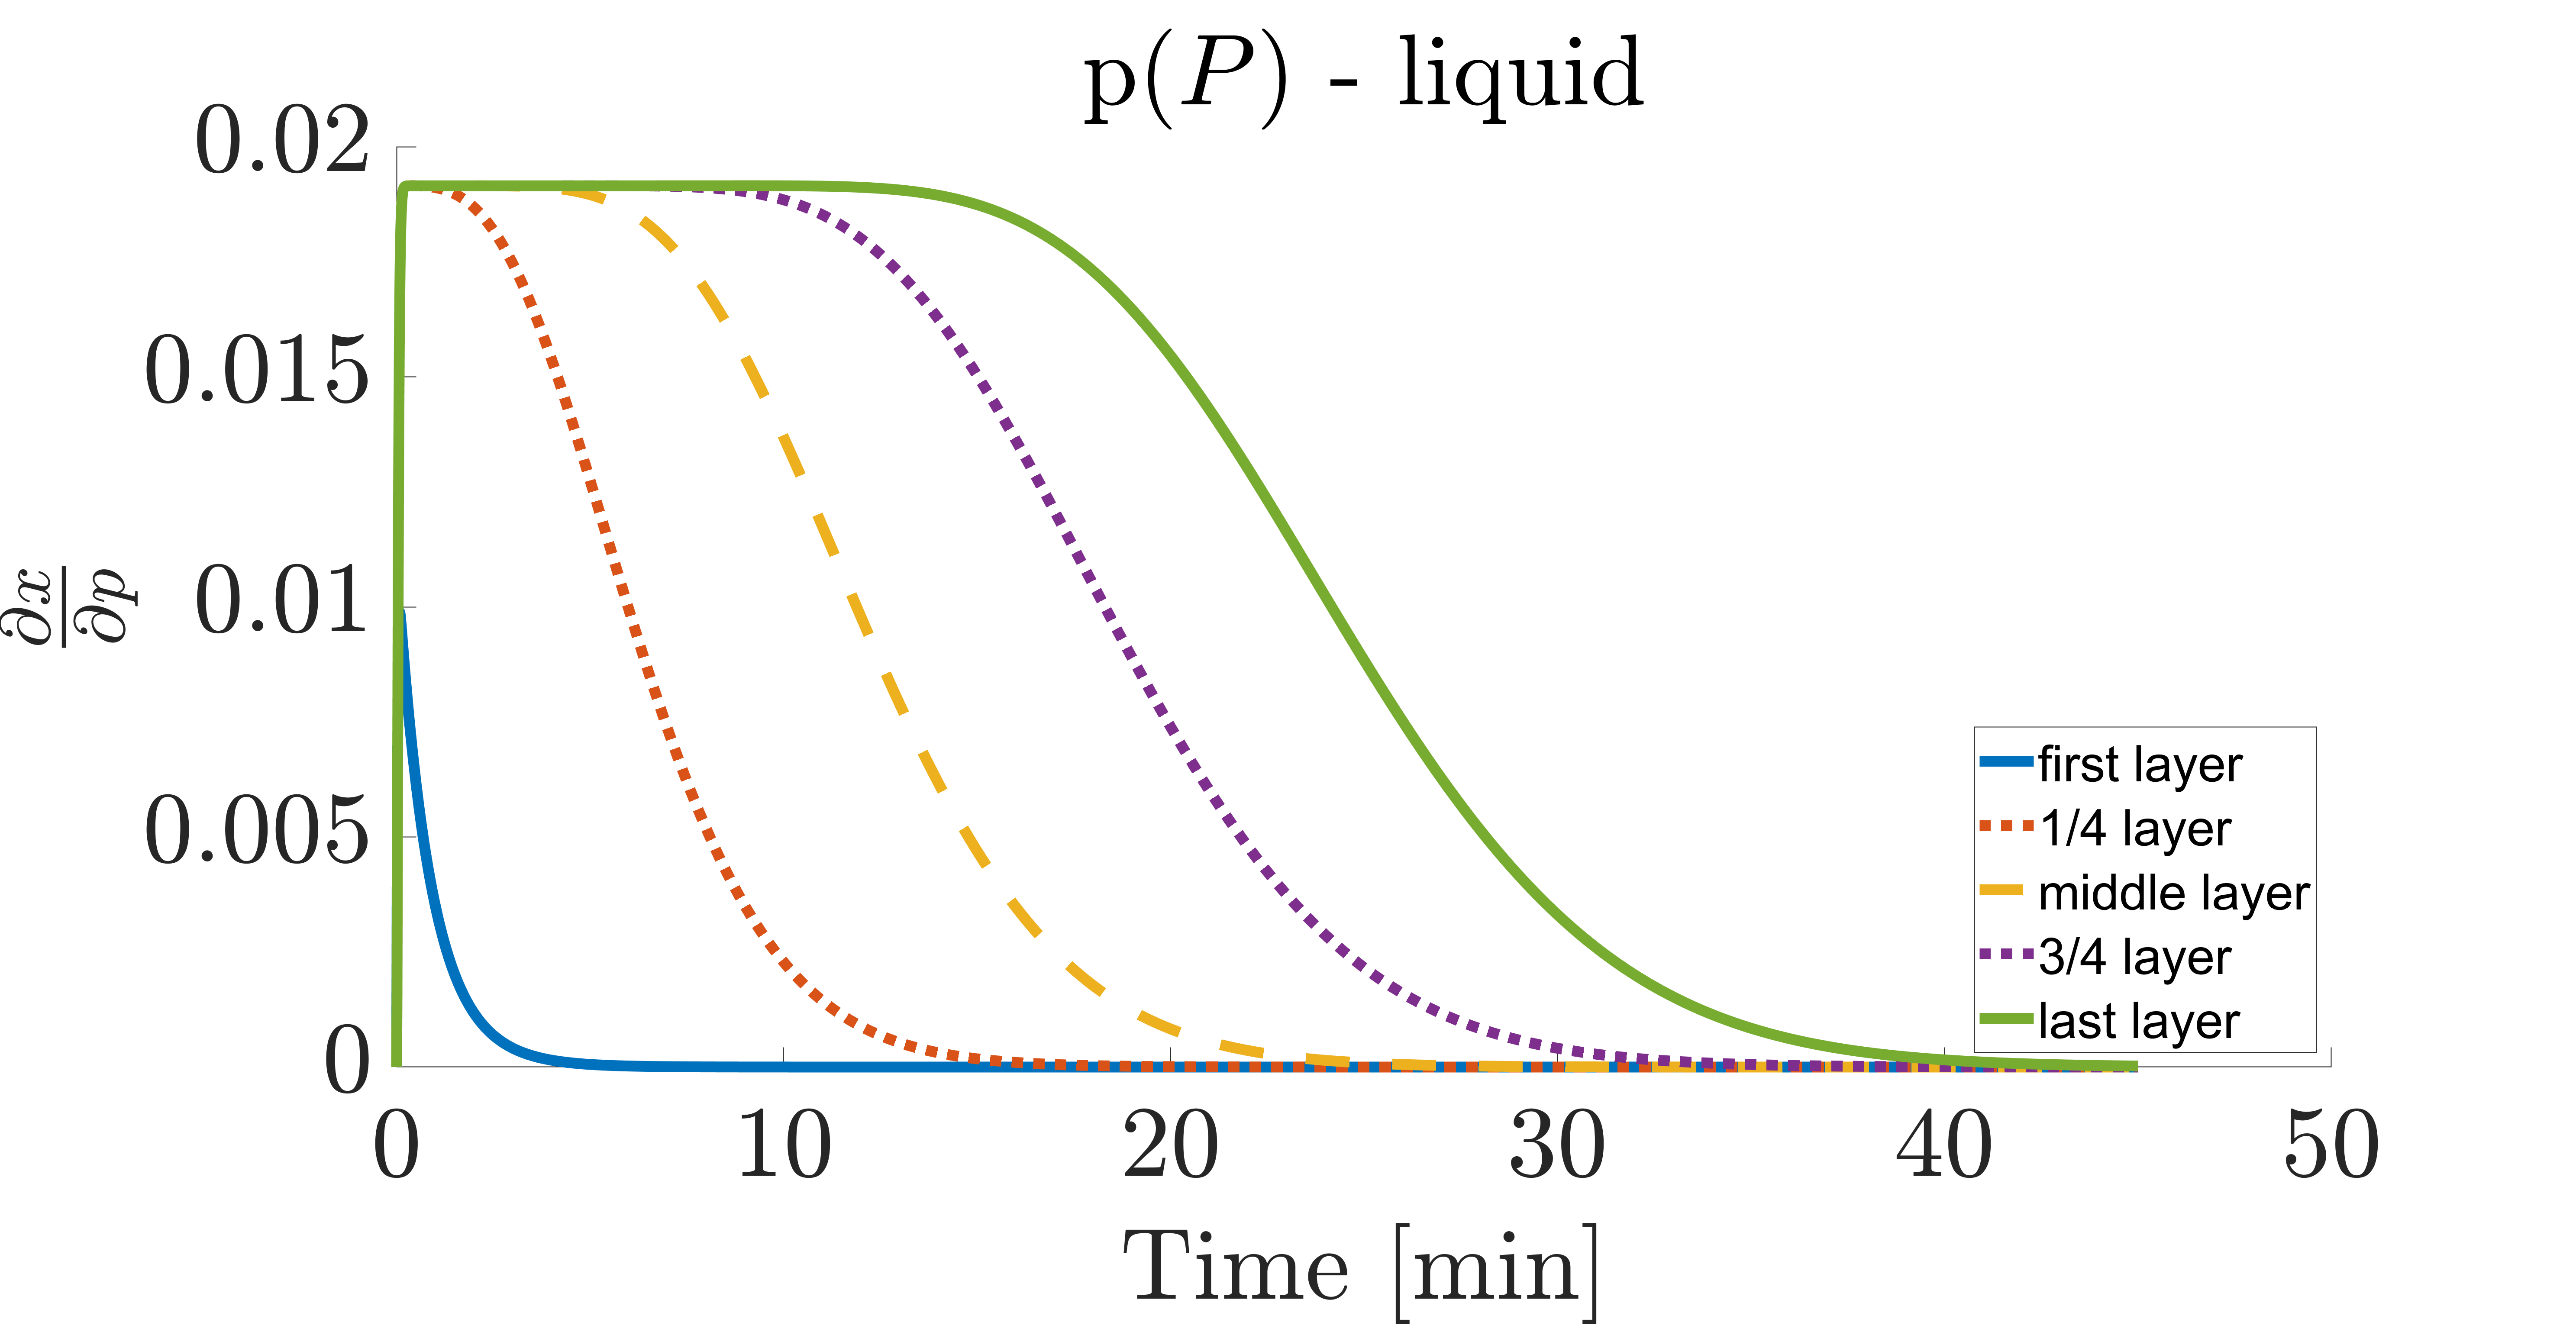 p(P) - liquid
0.02
0.015
0.01
0.005
0
∂x
∂p
0 10 20 30 40 50
Time [min]
first layer
1/4 layer
middle layer
3/4 layer
last layer